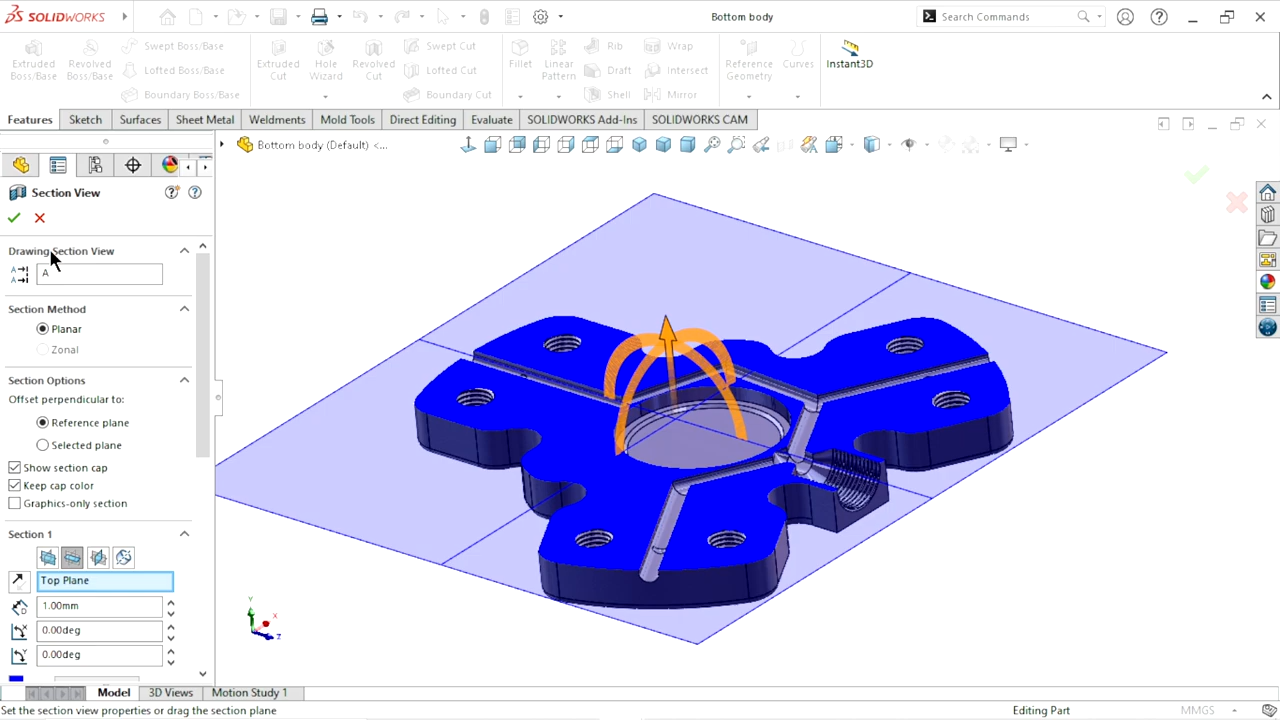 SOLIDWORKS
Bottom body
Search Commands
Extruded Boss/Base
Revolved Boss/Base
Swept Boss/Base
Lofted Boss/Base
Boundary Boss/Base
Extruded Cut
Hole Wizard
Revolved Cut
Swept Cut
Lofted Cut
Boundary Cut
Fillet
Linear Pattern
Rib
Draft
Shell
Wrap
Intersect
Mirror
Reference Geometry
Curves
Instant3D
Features
Sketch
Surfaces
Sheet Metal
Weldments
Mold Tools
Direct Editing
Evaluate
SOLIDWORKS Add-Ins
SOLIDWORKS CAM
Bottom body (Default) <...
Section View
Drawing Section View
A
Section Method
Planar
Zonal
Section Options
Offset perpendicular to:
Reference plane
Selected plane
Show section cap
Keep cap color
Graphics-only section
Section 1
Top Plane
1.00mm
0.00deg
0.00deg
Y
X
Z
Model
3D Views
Motion Study 1
Set the section view properties or drag the section plane
Editing Part
MMGS